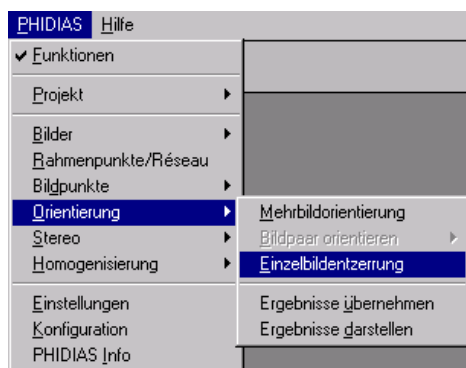 PHIDIAS Hilfe
Funktionen
Projekt
Bilder
Rahmenpunkte/Réseau
Bildpunkte
Orientierung
Stereo
Homogenisierung
Einstellungen
Konfiguration
PHIDIAS Info
Mehrbildorientierung
Bildpaar orientieren
Einzelbildentzerrung
Ergebnisse übernehmen
Ergebnisse darstellen